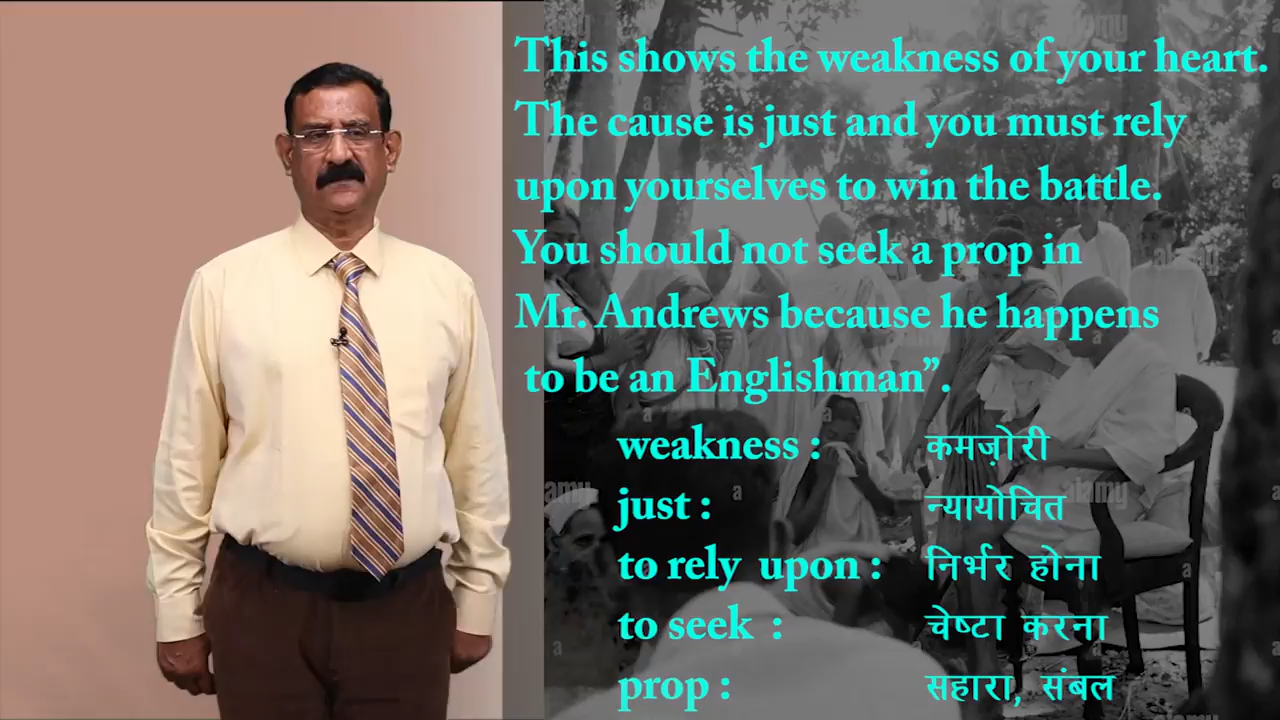 This shows the weakness of your heart.
The cause is just and you must rely
upon yourselves to win the battle.
You should not seek a prop in
Mr. Andrews because he happens
to be an Englishman”.
weakness : कमज़ोरी
just : न्यायोचित
to rely upon : निर्भर होना
to seek : चेष्टा करना
prop : सहारा, संबल